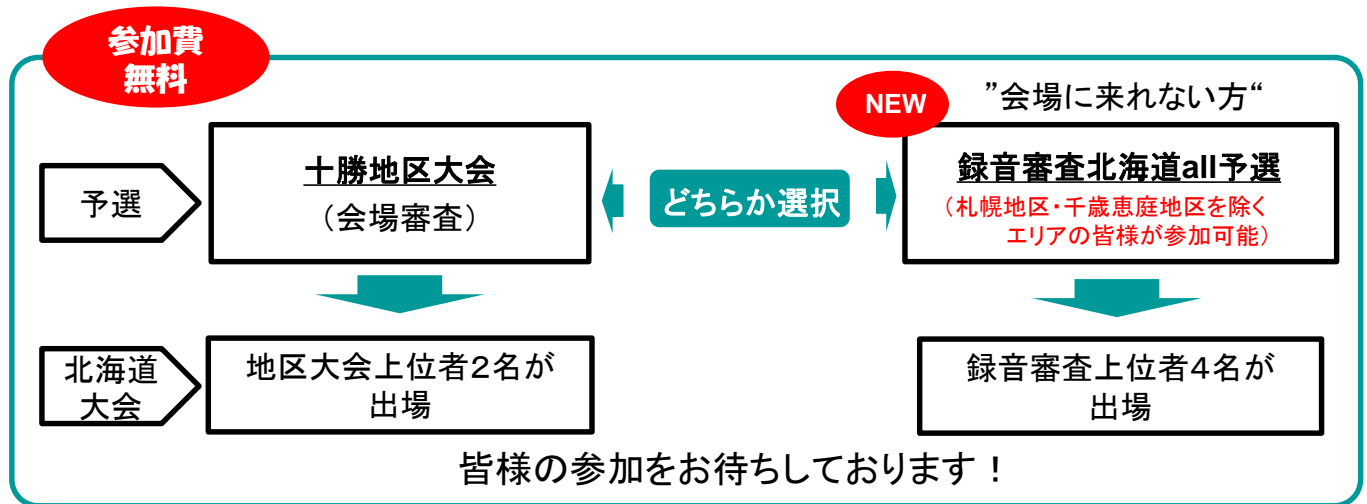 参加費
無料
NEW
”会場に来れない方“
予選
十勝地区大会
（会場審査）
どちらか選択
録音審査北海道all予選
（札幌地区・千歳恵庭地区を除く
エリアの皆様が参加可能）
北海道
大会
地区大会上位者２名が
出場
録音審査上位者４名が
出場
皆様の参加をお待ちしております！